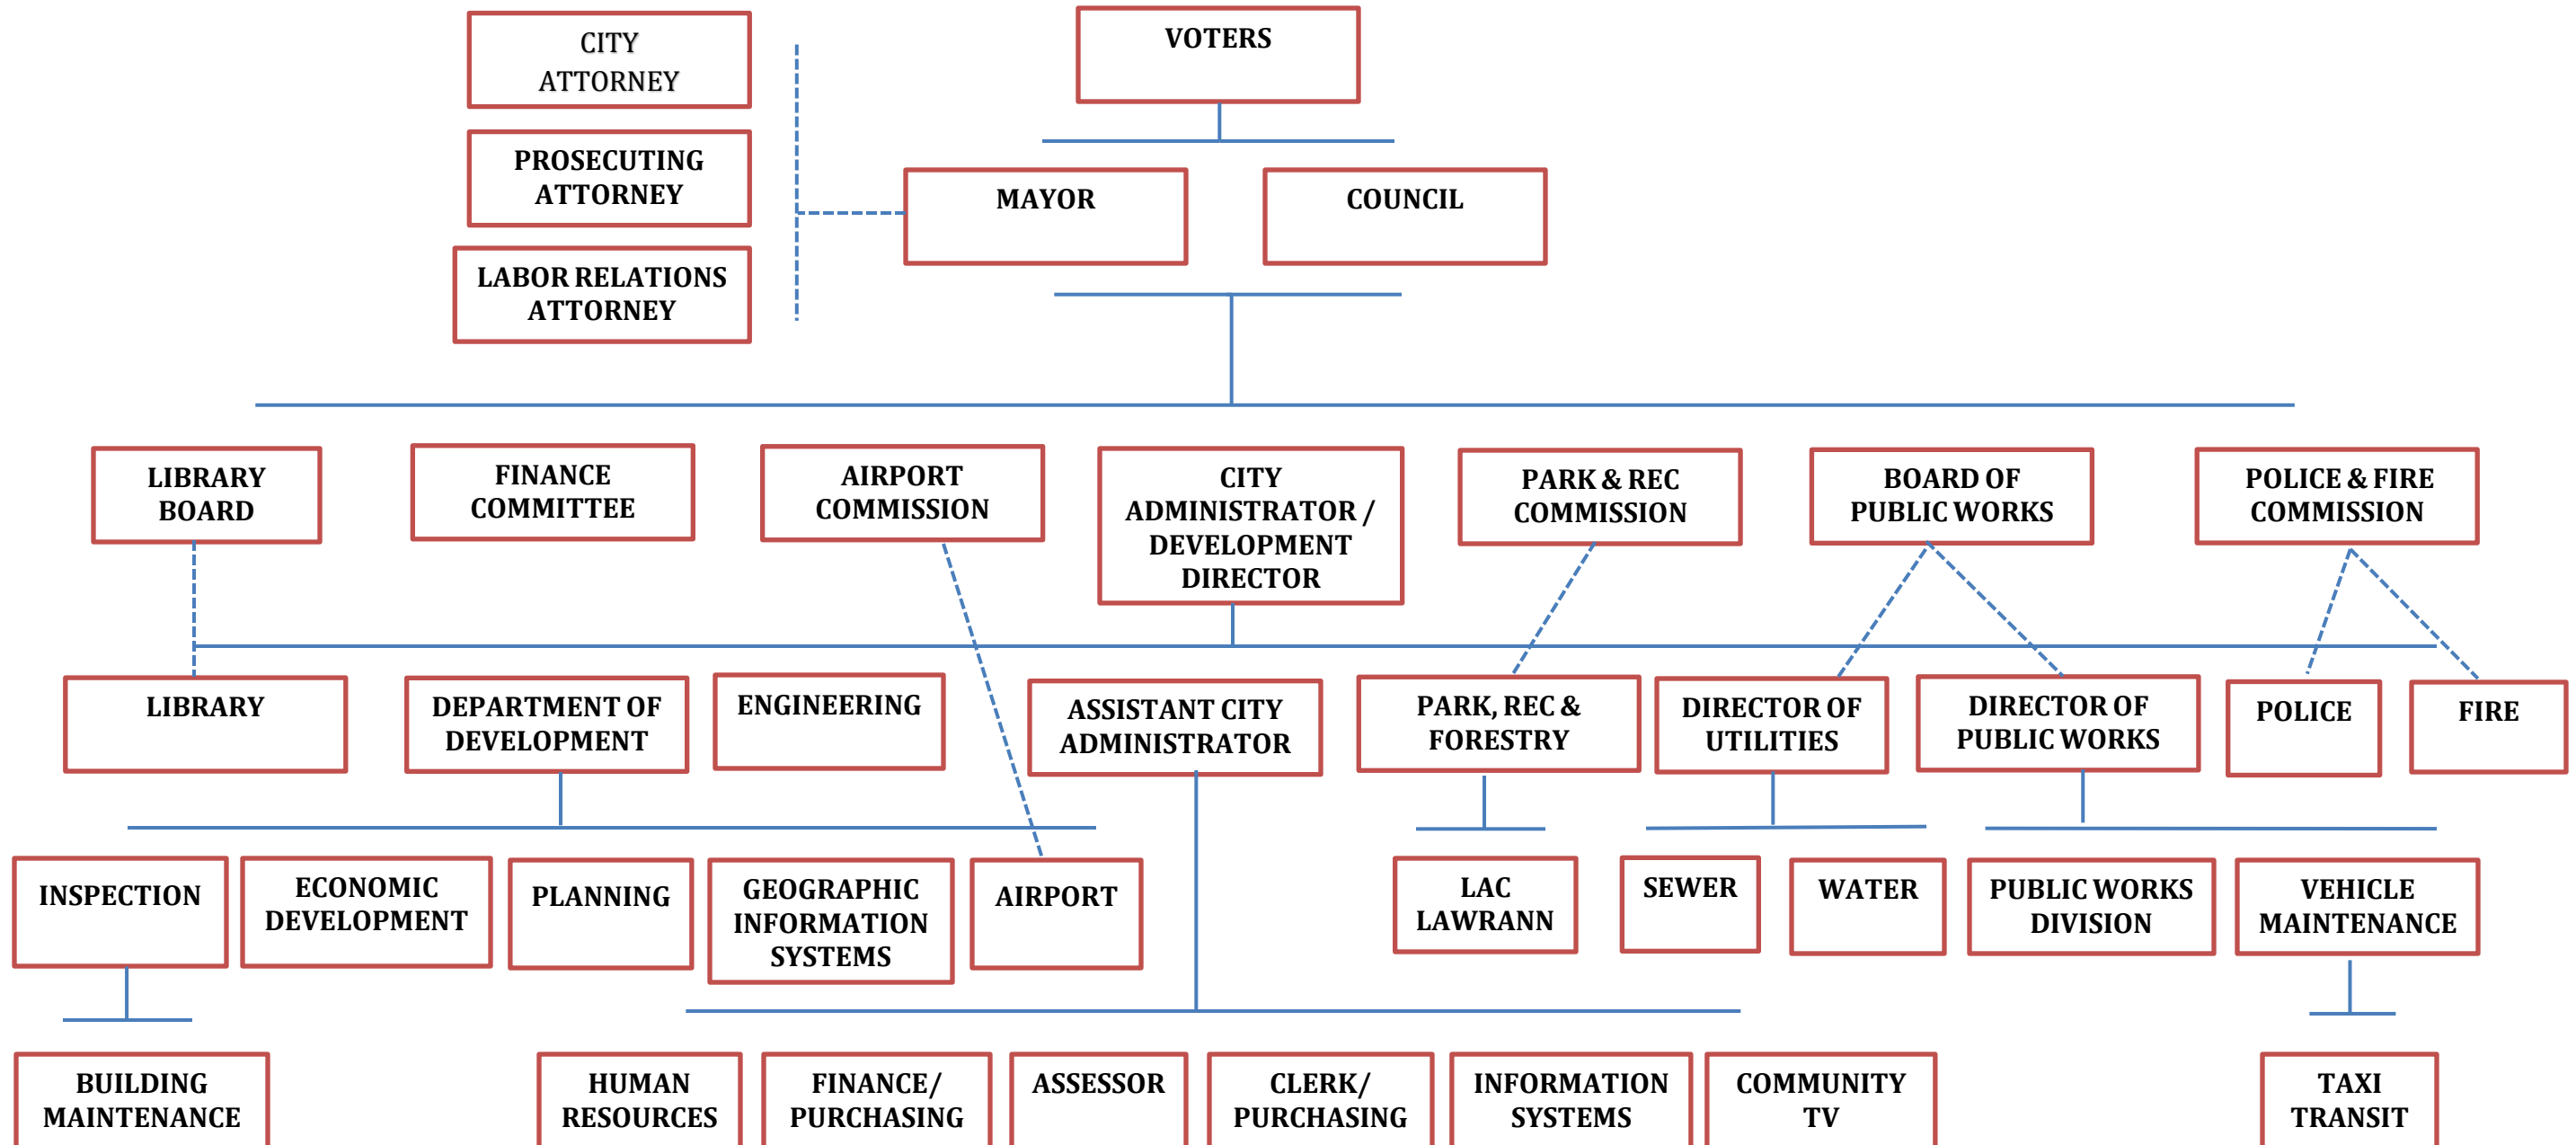 CITY
ATTORNEY
VOTERS
PROSECUTING
ATTORNEY
MAYOR
COUNCIL
LABOR RELATIONS
ATTORNEY
LIBRARY
BOARD
FINANCE
COMMITTEE
AIRPORT
COMMISSION
CITY
ADMINISTRATOR /
DEVELOPMENT
DIRECTOR
PARK & REC
COMMISSION
BOARD OF
PUBLIC WORKS
POLICE & FIRE
COMMISSION
LIBRARY
DEPARTMENT OF
DEVELOPMENT
ENGINEERING
ASSISTANT CITY
ADMINISTRATOR
PARK, REC &
FORESTRY
DIRECTOR OF
UTILITIES
DIRECTOR OF
PUBLIC WORKS
POLICE
FIRE
INSPECTION
ECONOMIC
DEVELOPMENT
PLANNING
GEOGRAPHIC
INFORMATION
SYSTEMS
AIRPORT
LAC
LAWRANN
SEWER
WATER
PUBLIC WORKS
DIVISION
VEHICLE
MAINTENANCE
BUILDING
MAINTENANCE
HUMAN
RESOURCES
FINANCE/
PURCHASING
ASSESSOR
CLERK/
PURCHASING
INFORMATION
SYSTEMS
COMMUNITY
TV
TAXI
TRANSIT